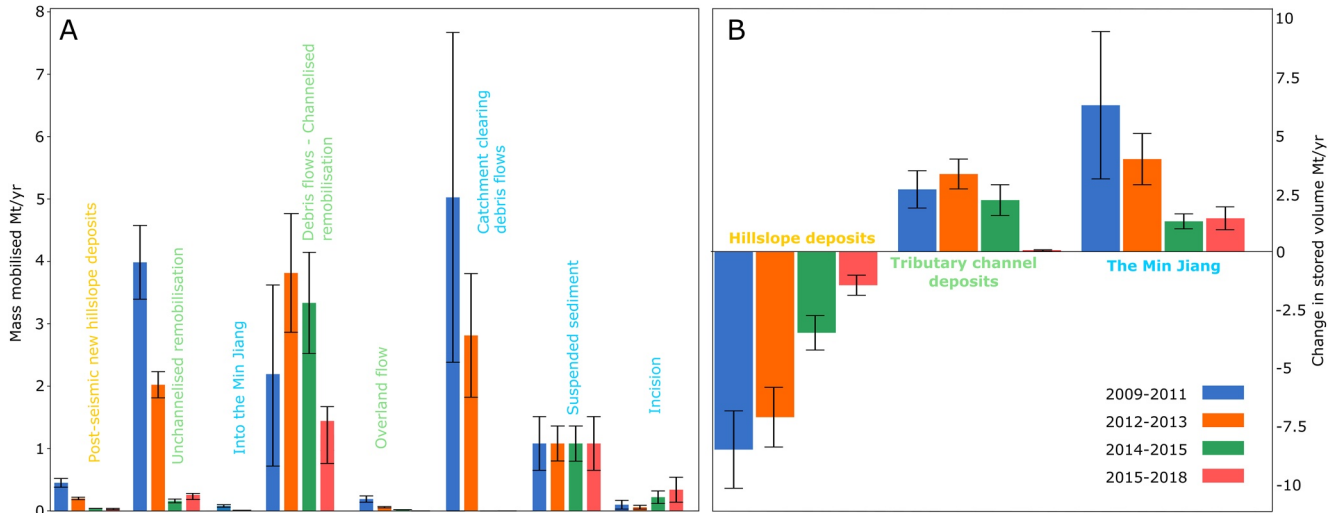 A
8
7
6
5
4
3
2
1
0
Mass mobilised Mt/yr
Post-seismic new hillslope deposits
Unchannelised remobilisation
Into the Min Jiang
Debris flows - Channelised
remobilisation
Overland flow
Catchment clearing
debris flows
Suspended sediment
Incision
B
Hillslope deposits
Tributary channel
deposits
The Min Jiang
2009-2011
2012-2013
2014-2015
2015-2018
10
7.5
5
2.5
0
-2.5
-5
-7.5
-10
Change in stored volume Mt/yr